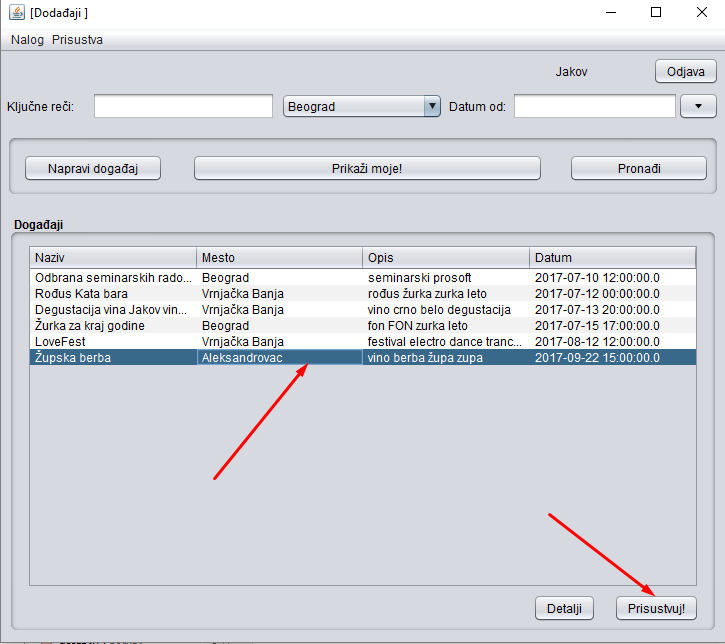 [Dodađaji ]
Nalog Prisustva
Jakov Odjava
Ključne reči: Beograd Datum od:
Napravi događaj Prikaži moje! Pronađi
Događaji
Naziv Mesto Opis Datum
Odbrana seminarskih rado... Beograd seminarski prosoft 2017-07-10 12:00:00.0
Rođus Kata bara Vrnjačka Banja rođus žurka zurka leto 2017-07-12 00:00:00.0
Degustacija vina Jakov vin... Vrnjačka Banja vino crno belo degustacija 2017-07-13 20:00:00.0
Žurka za kraj godine Beograd fon FON zurka leto 2017-07-15 17:00:00.0
LoveFest Vrnjačka Banja festival electro dance tranc... 2017-08-12 12:00:00.0
Župska berba Aleksandrovac vino berba župa zupa 2017-09-22 15:00:00.0
Detalji Prisustvuj!